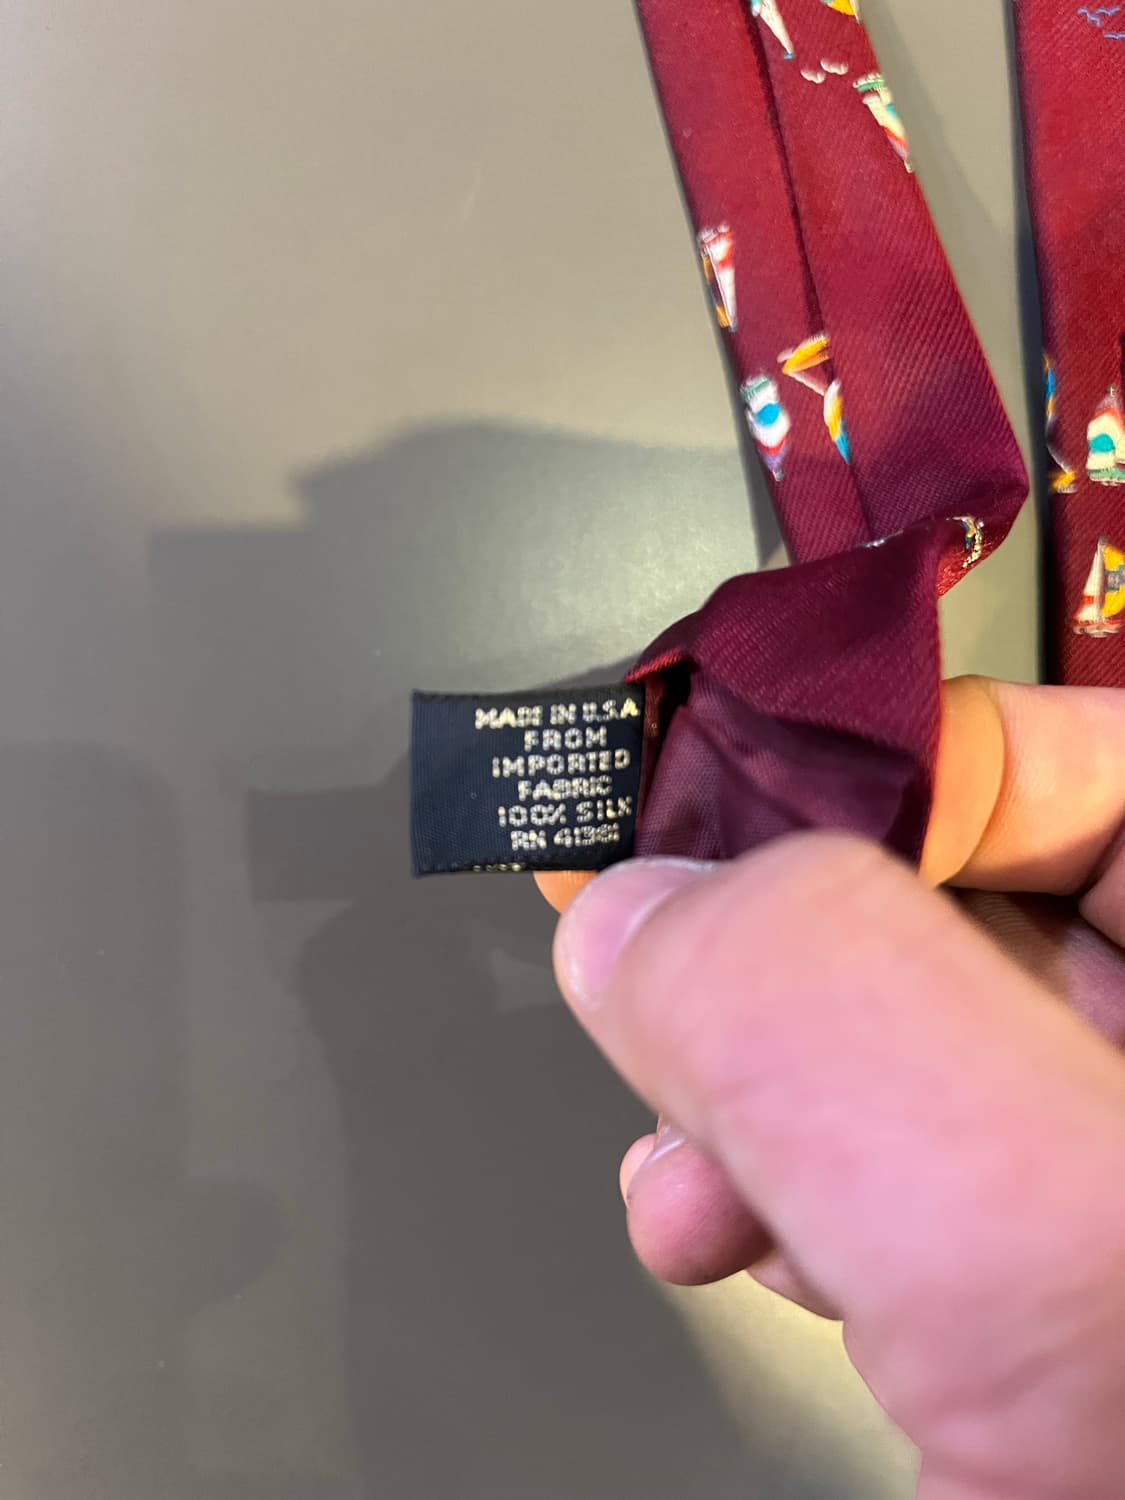 MADE IN U.S.A
FROM
IMPORTED
FABRIC
100% SILK
RN 41381